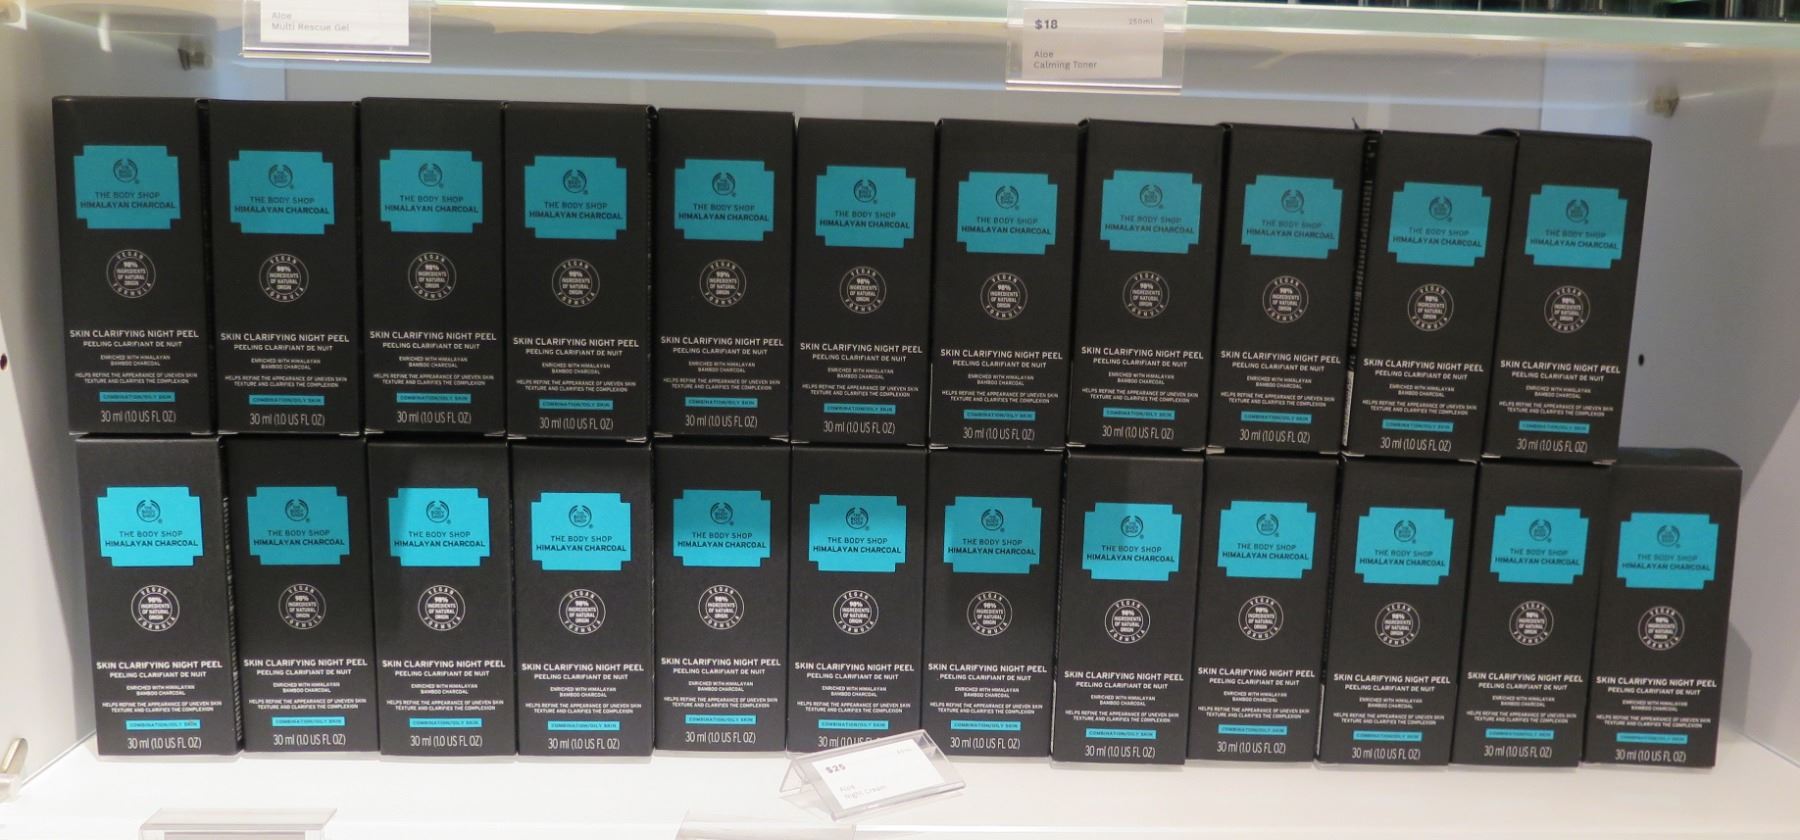 Aloe
Multi Rescue Gel
$18 250ml
Aloe
Calming Toner
THE BODY SHOP
THE BODY SHOP
HIMALAYAN CHARCOAL
VEGAN
98%
INGREDIENTS
OF NATURAL
ORIGIN
FORMULA
SKIN CLARIFYING NIGHT PEEL
PEELING CLARIFIANT DE NUIT
ENRICHED WITH HIMALAYAN
BAMBOO CHARCOAL
HELPS REFINE THE APPEARANCE OF UNEVEN SKIN
TEXTURE AND CLARIFIES THE COMPLEXION
COMBINATION/OILY SKIN
30 ml (1.0 US FL OZ)
$25
Aloe
Night Cream